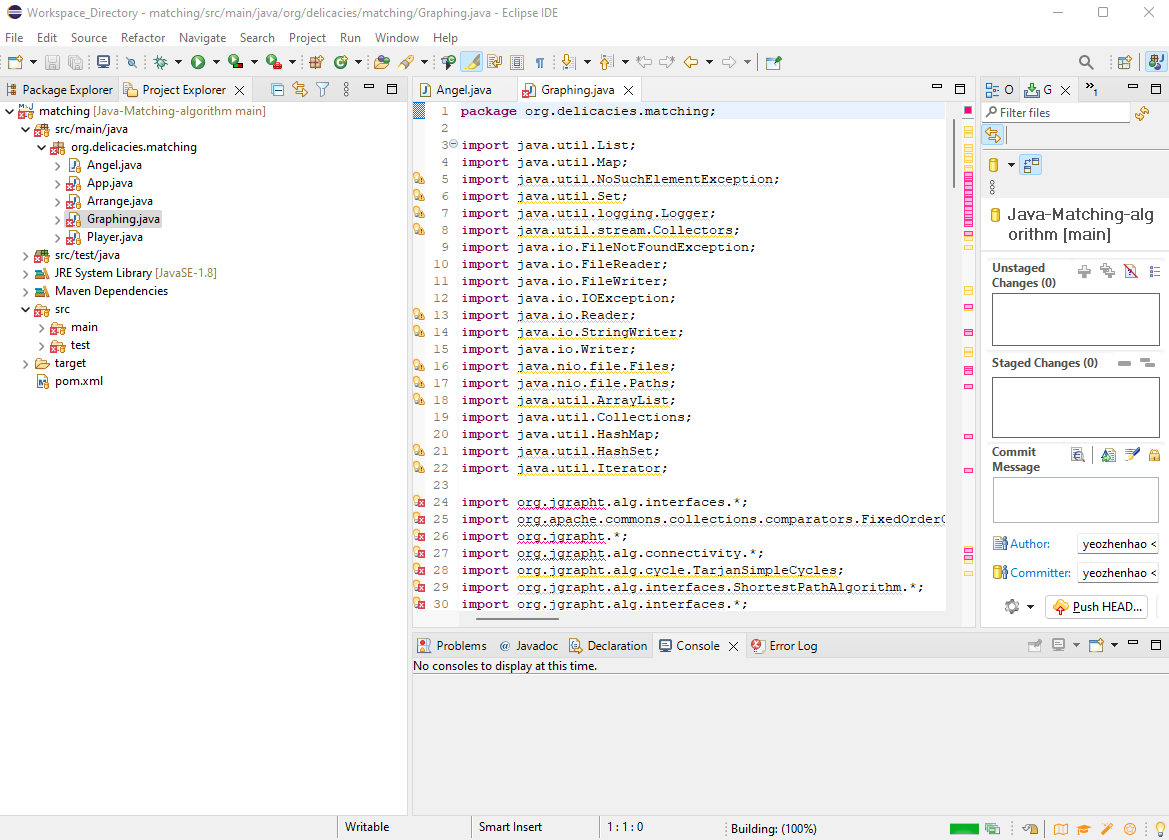 Workspace_Directory - matching/src/main/java/org/delicacies/matching/Graphing.java - Eclipse IDE
File Edit Source Refactor Navigate Search Project Run Window Help
Package Explorer Project Explorer
matching [Java-Matching-algorithm main]
src/main/java
org.delicacies.matching
Angel.java
App.java
Arrange.java
Graphing.java
Player.java
src/test/java
JRE System Library [JavaSE-1.8]
Maven Dependencies
src
main
test
target
pom.xml
Angel.java Graphing.java
1 package org.delicacies.matching;
2
3 import java.util.List;
4 import java.util.Map;
5 import java.util.NoSuchElementException;
6 import java.util.Set;
7 import java.util.logging.Logger;
8 import java.util.stream.Collectors;
9 import java.io.FileNotFoundException;
10 import java.io.FileReader;
11 import java.io.FileWriter;
12 import java.io.IOException;
13 import java.io.Reader;
14 import java.io.StringWriter;
15 import java.io.Writer;
16 import java.nio.file.Files;
17 import java.nio.file.Paths;
18 import java.util.ArrayList;
19 import java.util.Collections;
20 import java.util.HashMap;
21 import java.util.HashSet;
22 import java.util.Iterator;
23
24 import org.jgrapht.alg.interfaces.*;
25 import org.apache.commons.collections.comparators.FixedOrderC
26 import org.jgrapht.*;
27 import org.jgrapht.alg.connectivity.*;
28 import org.jgrapht.alg.cycle.TarjanSimpleCycles;
29 import org.jgrapht.alg.interfaces.ShortestPathAlgorithm.*;
30 import org.jgrapht.alg.interfaces.*;
O G »1
Filter files
Java-Matching-alg
orithm [main]
Unstaged
Changes (0)
Staged Changes (0)
Commit
Message
Author: yeozhenhao <
Committer: yeozhenhao <
Push HEAD...
Problems @ Javadoc Declaration Console Error Log
No consoles to display at this time.
Writable Smart Insert 1 : 1 : 0 Building: (100%)